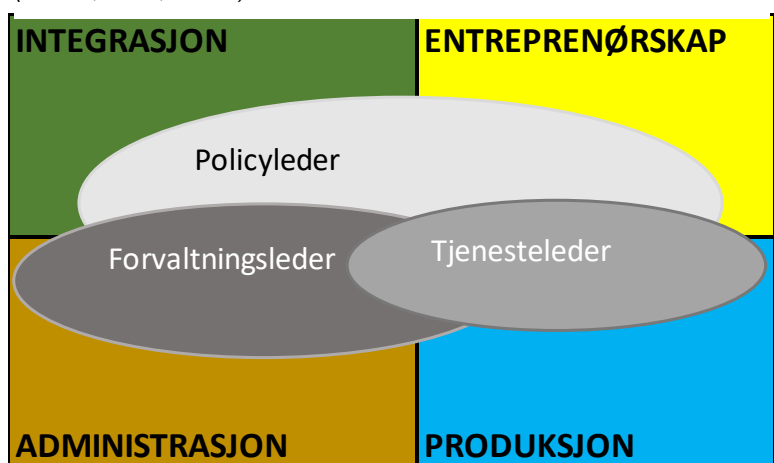 INTEGRASJON
ENTREPRENØRSKAP
Policyleder
Forvaltningsleder
Tjenesteleder
ADMINISTRASJON
PRODUKSJON